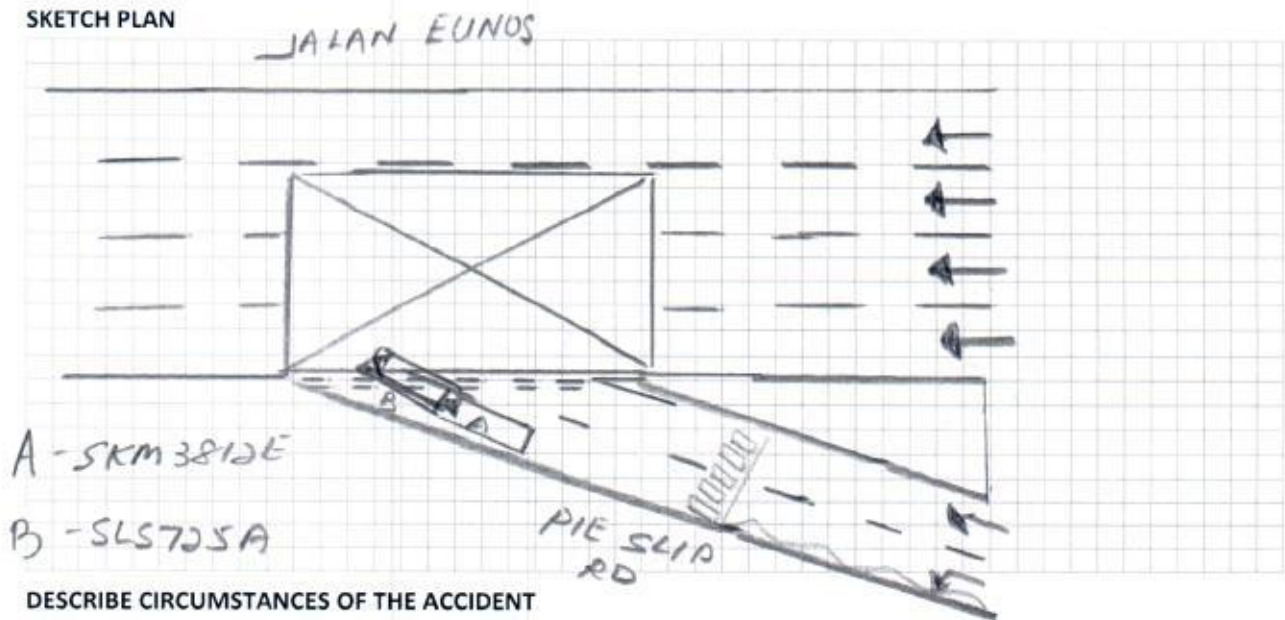 SKETCH PLAN
JALAN EUNOS
B
A
A - SKM3812E
B - SLS725A
PIE SLIP
RD
DESCRIBE CIRCUMSTANCES OF THE ACCIDENT